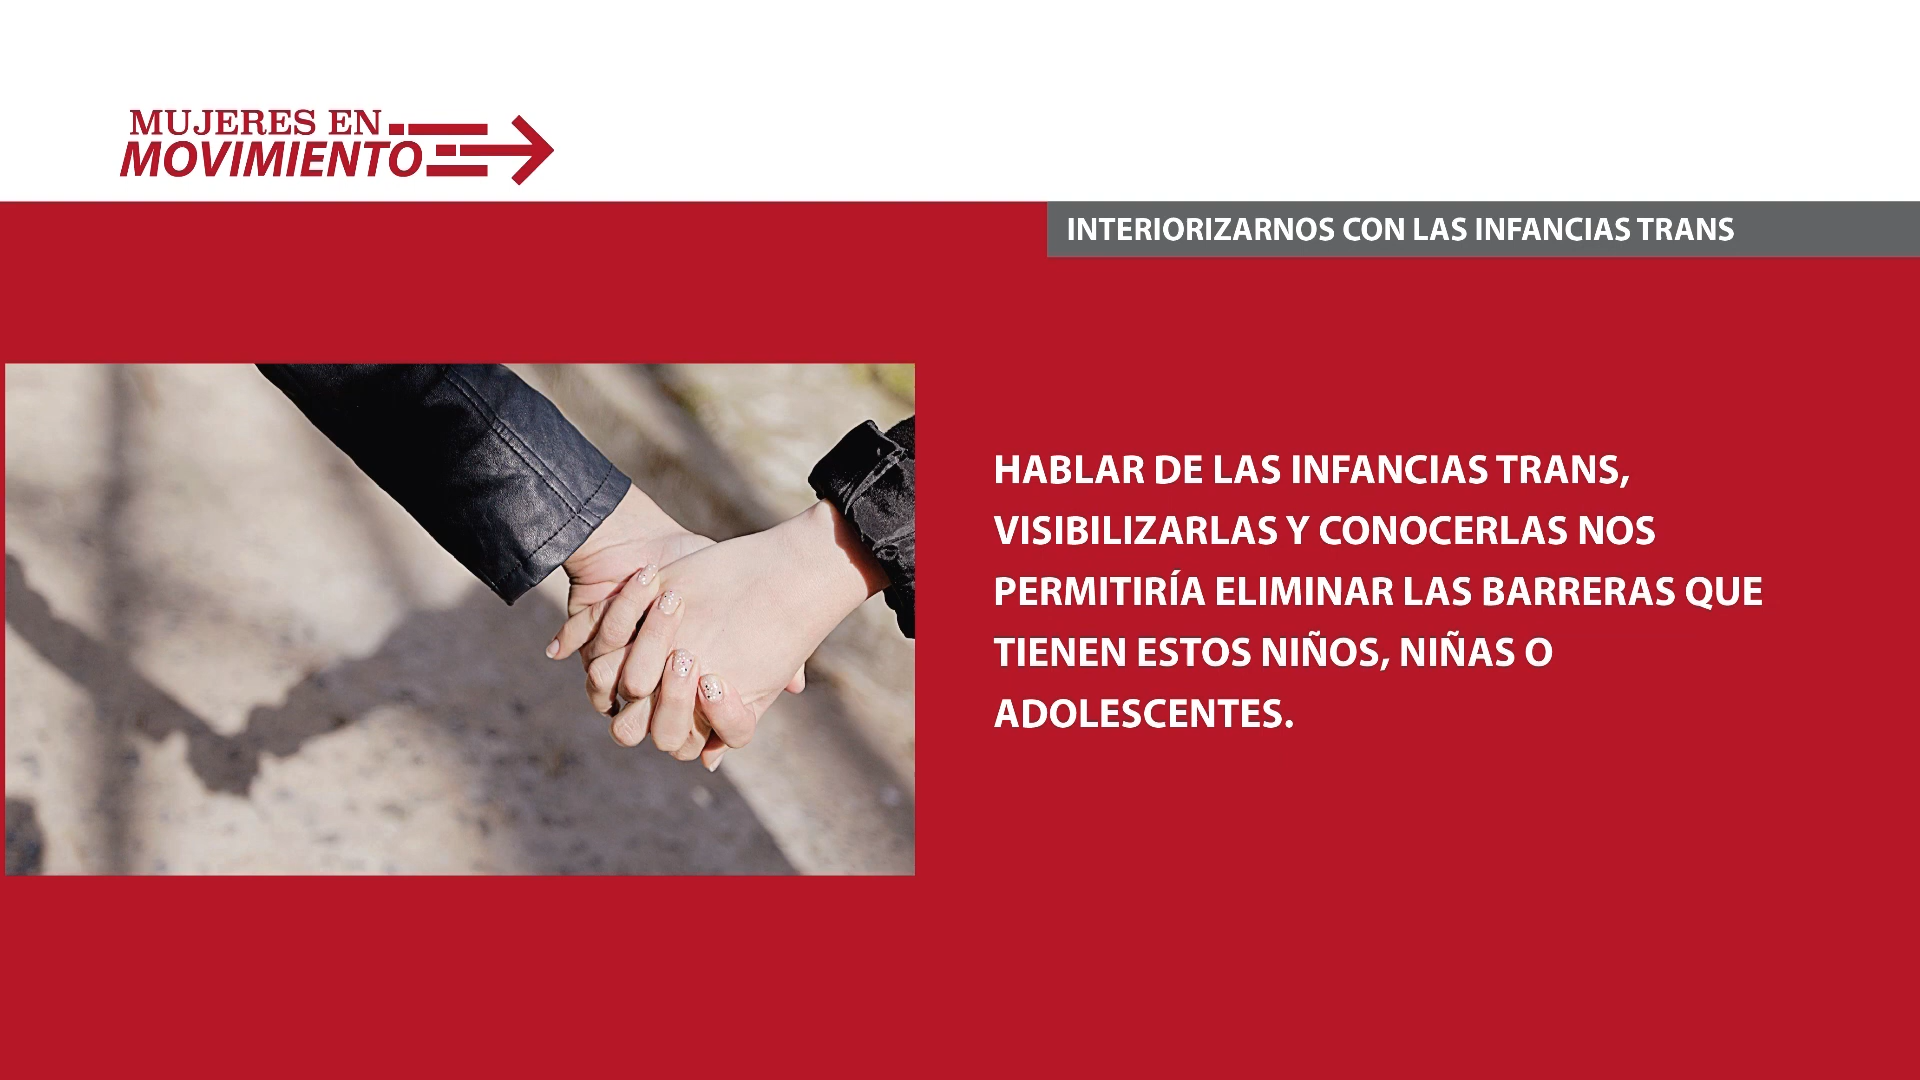 MUJERES EN
MOVIMIENTO
INTERIORIZARNOS CON LAS INFANCIAS TRANS
HABLAR DE LAS INFANCIAS TRANS,
VISIBILIZARLAS Y CONOCERLAS NOS
PERMITIRÍA ELIMINAR LAS BARRERAS QUE
TIENEN ESTOS NIÑOS, NIÑAS O
ADOLESCENTES.